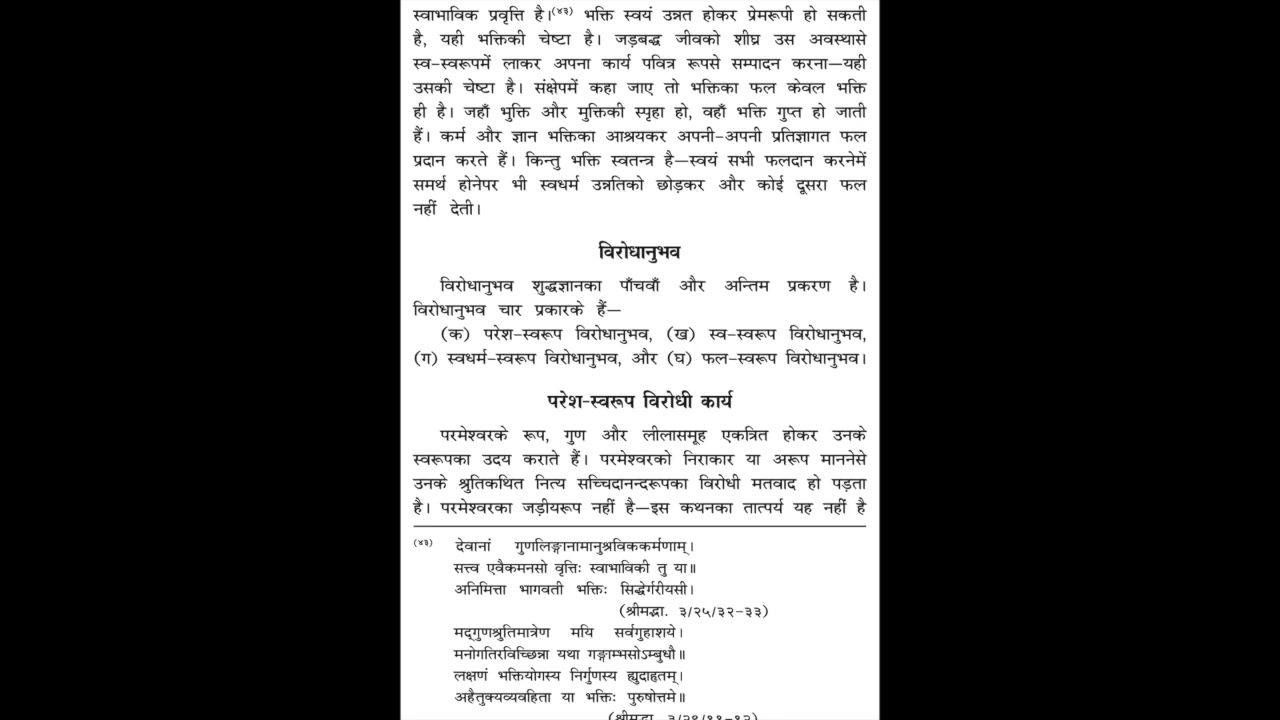 स्वाभाविक प्रवृत्ति है।(४३) भक्ति स्वयं उन्नत होकर प्रेमरूपी हो सकती
है, यही भक्तिकी चेष्टा है। जड़बद्ध जीवको शीघ्र उस अवस्थासे
स्व-स्वरूपमें लाकर अपना कार्य पवित्र रूपसे सम्पादन करना—यही
उसकी चेष्टा है। संक्षेपमें कहा जाए तो भक्तिका फल केवल भक्ति
ही है। जहाँ भुक्ति और मुक्तिकी स्पृहा हो, वहाँ भक्ति गुप्त हो जाती
हैं। कर्म और ज्ञान भक्तिका आश्रयकर अपनी-अपनी प्रतिज्ञागत फल
प्रदान करते हैं। किन्तु भक्ति स्वतन्त्र है—स्वयं सभी फलदान करनेमें
समर्थ होनेपर भी स्वधर्म उन्नतिको छोड़कर और कोई दूसरा फल
नहीं देती।
विरोधानुभव
विरोधानुभव शुद्धज्ञानका पाँचवाँ और अन्तिम प्रकरण है।
विरोधानुभव चार प्रकारके हैं—
(क) परेश-स्वरूप विरोधानुभव, (ख) स्व-स्वरूप विरोधानुभव,
(ग) स्वधर्म-स्वरूप विरोधानुभव, और (घ) फल-स्वरूप विरोधानुभव।
परेश-स्वरूप विरोधी कार्य
परमेश्वरके रूप, गुण और लीलासमूह एकत्रित होकर उनके
स्वरूपका उदय कराते हैं। परमेश्वरको निराकार या अरूप माननेसे
उनके श्रुतिकथित नित्य सच्चिदानन्दरूपका विरोधी मतवाद हो पड़ता
है। परमेश्वरका जड़ीयरूप नहीं है—इस कथनका तात्पर्य यह नहीं है
(४३) देवानां गुणलिङ्गानामानुश्रविककर्मणाम्।
सत्त्व एवैकमनसो वृत्तिः स्वाभाविकी तु या॥
अनिमित्ता भागवती भक्तिः सिद्धेर्गरीयसी।
(श्रीमद्भा. ३/२५/३२-३३)
मद्‌गुणश्रुतिमात्रेण मयि सर्वगुहाशये।
मनोगतिरविच्छिन्ना यथा गङ्गाम्भसोऽम्बुधौ॥
लक्षणं भक्तियोगस्य निर्गुणस्य ह्युदाहृतम्।
अहैतुक्यव्यवहिता या भक्तिः पुरुषोत्तमे॥
(श्रीमद्भा. ३/२९/११-१२)